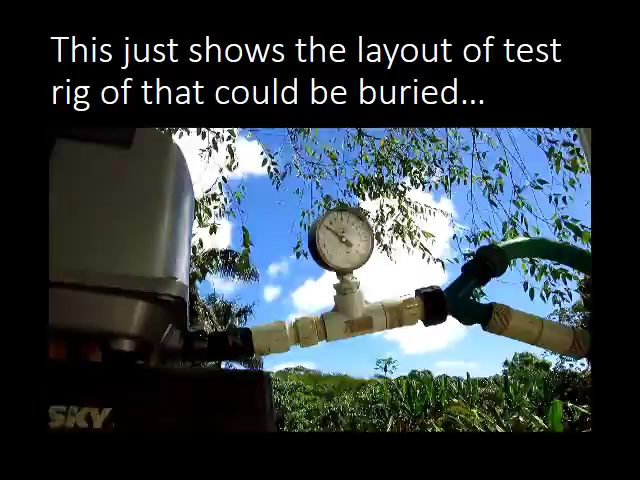 This just shows the layout of test
rig of that could be buried...
SKY